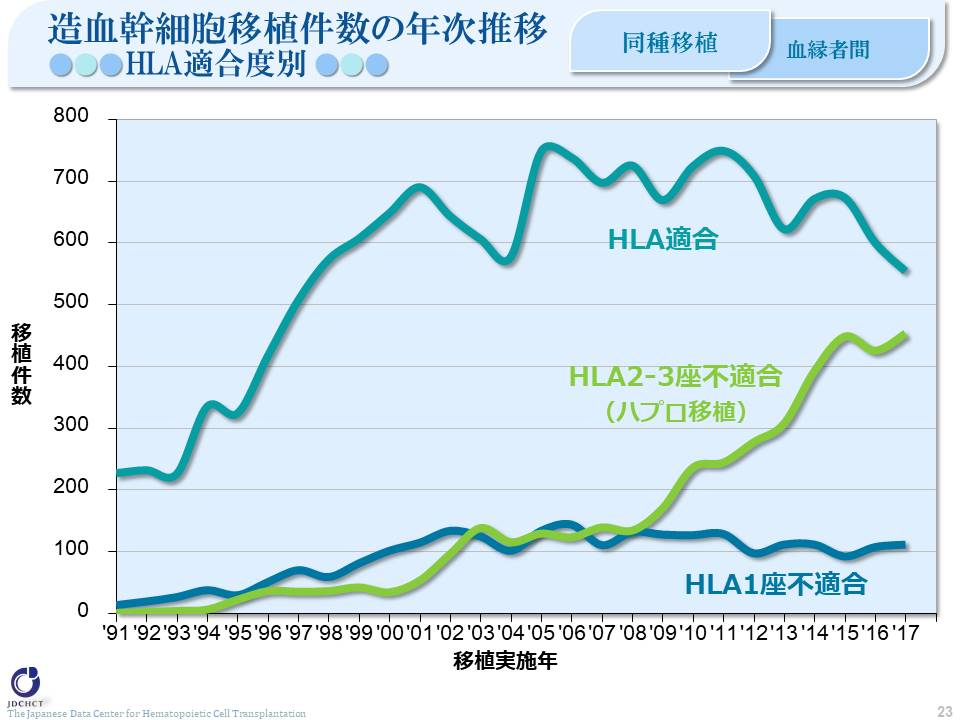 造血幹細胞移植件数の年次推移
HLA適合度別
同種移植
血縁者間
800
700
600
500
400
300
200
100
0
移植件数
HLA適合
HLA2-3座不適合
（ハプロ移植）
HLA1座不適合
'91 '92 '93 '94 '95 '96 '97 '98 '99 '00 '01 '02 '03 '04 '05 '06 '07 '08 '09 '10 '11 '12 '13 '14 '15 '16 '17
移植実施年
JDCHCT
The Japanese Data Center for Hematopoietic Cell Transplantation
23